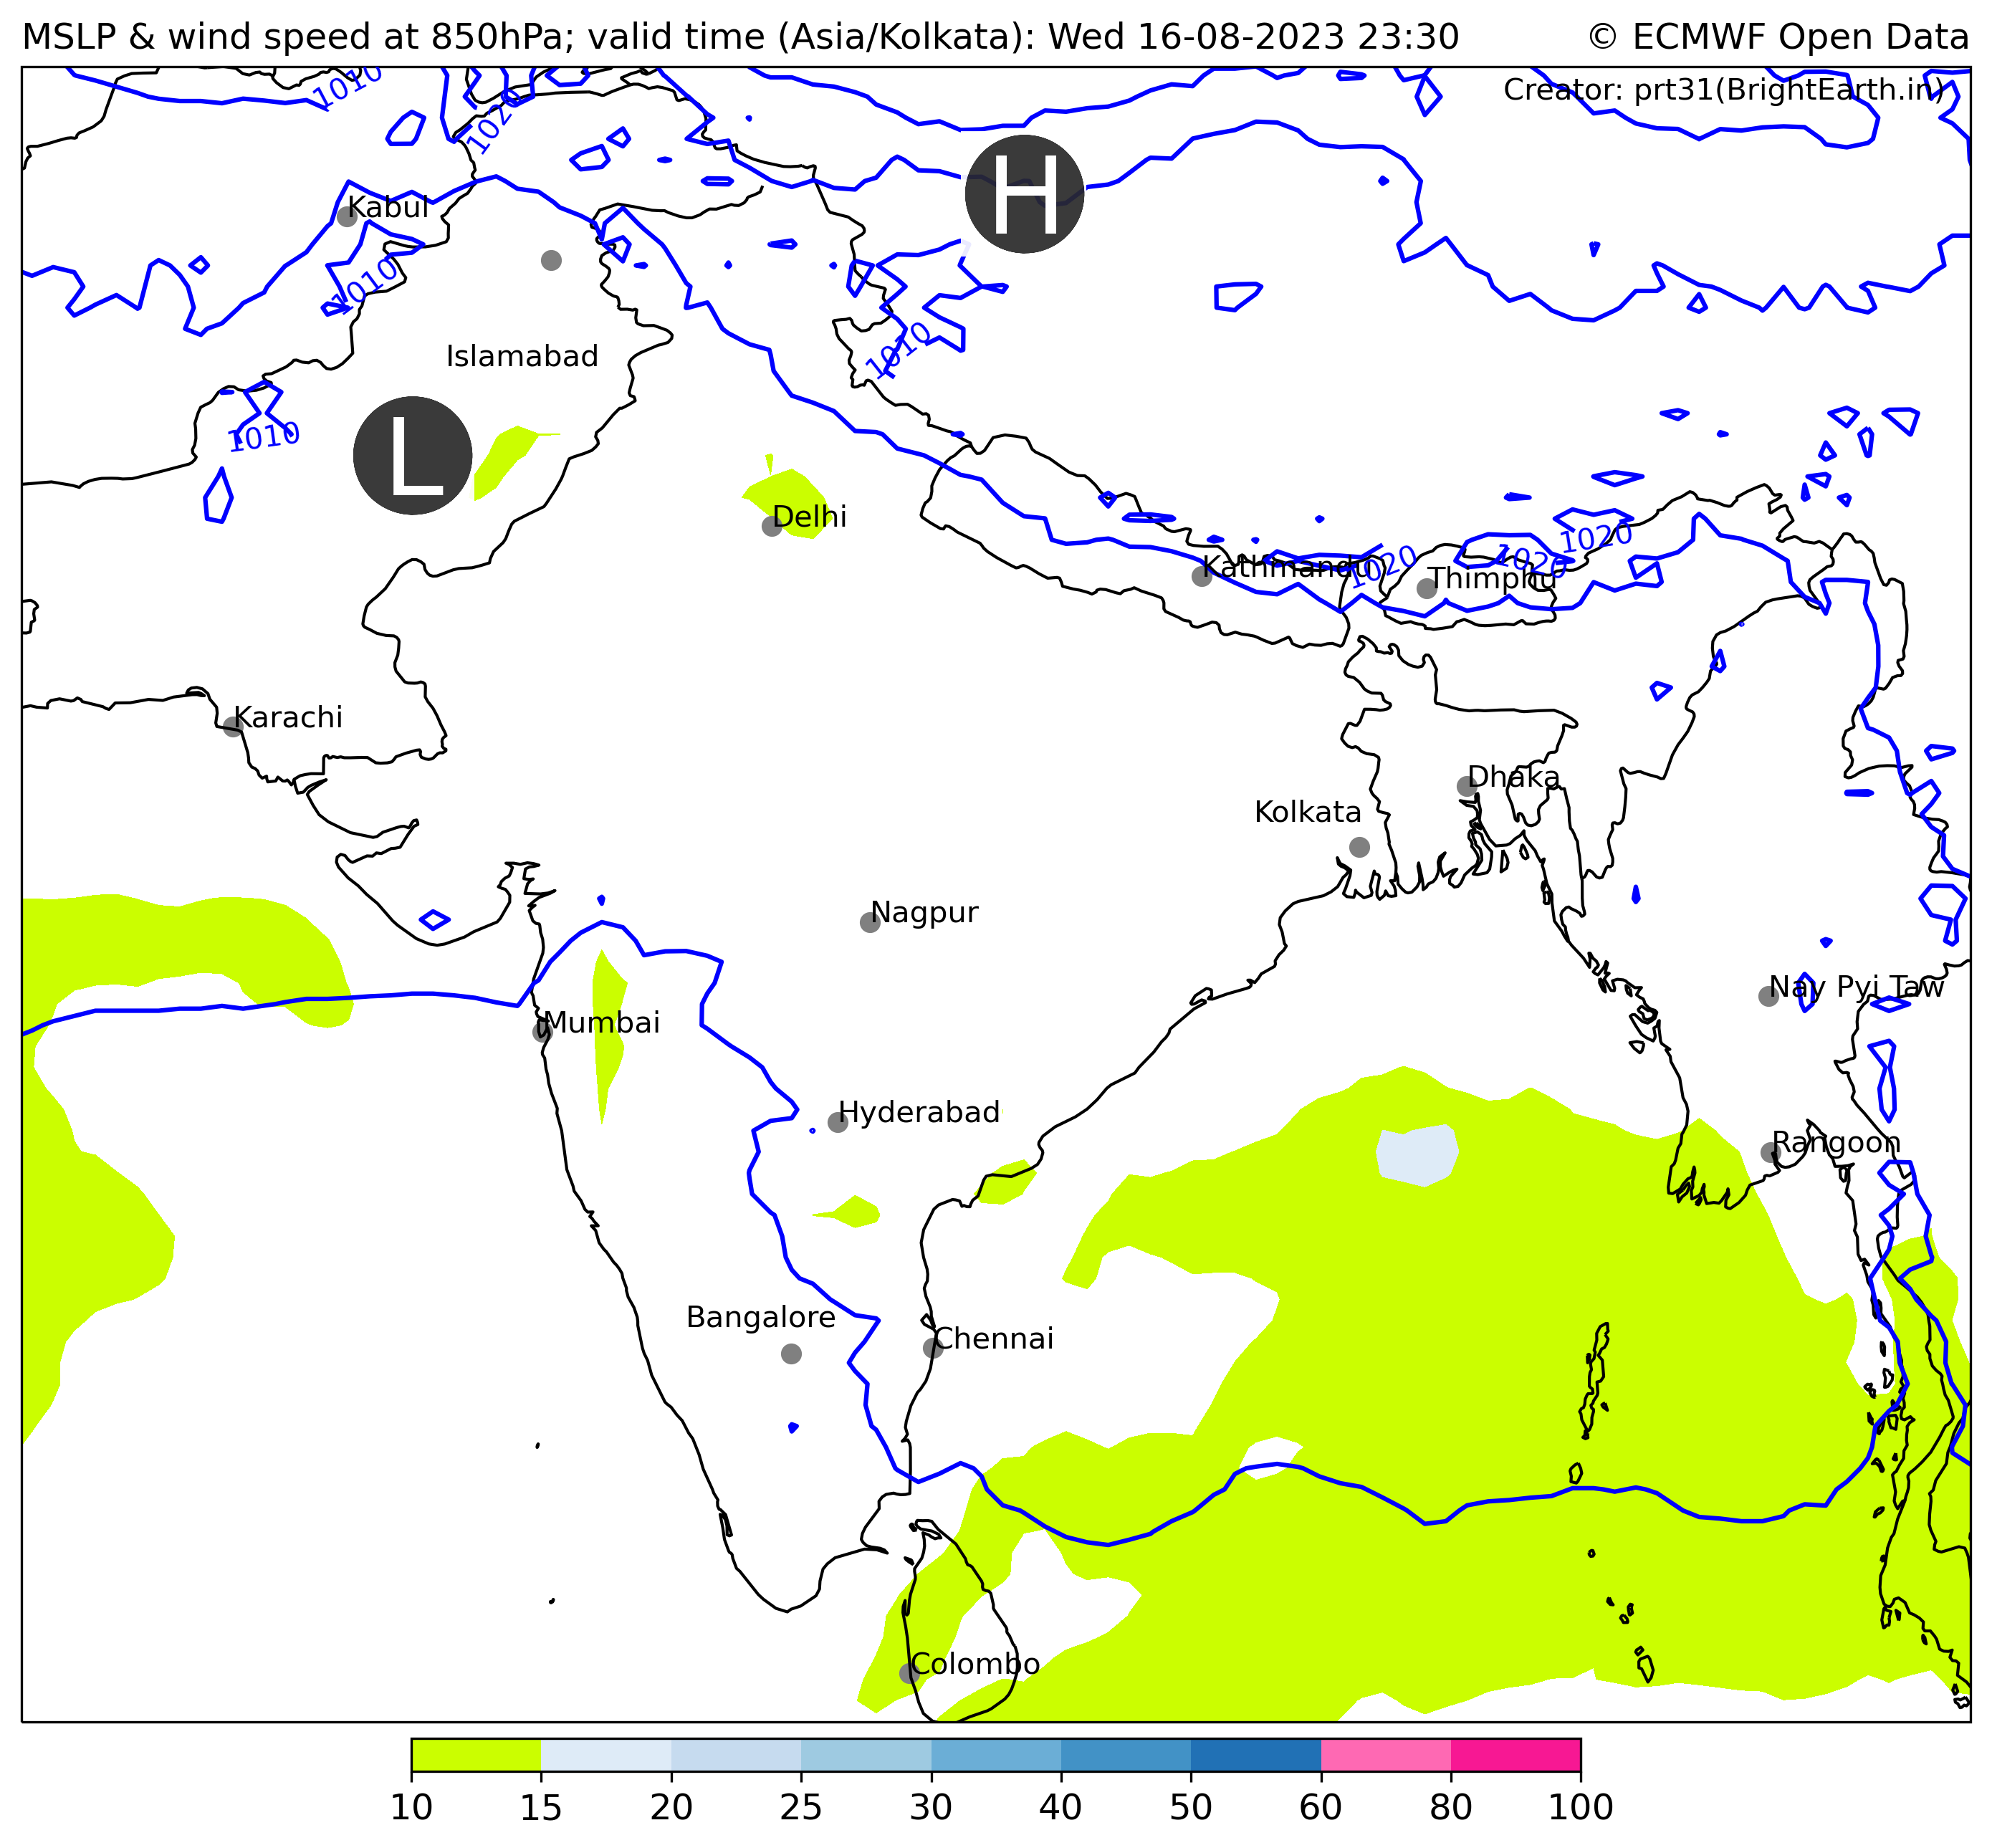 MSLP & wind speed at 850hPa; valid time (Asia/Kolkata): Wed 16-08-2023 23:30
© ECMWF Open Data
Creator: prt31(BrightEarth.in)
1010
1020
H
Kabul
1010
1010
Islamabad
1010
L
Delhi
1020
1020
1020
Kathmandu
Thimphu
Karachi
Dhaka
Kolkata
Nagpur
Nay Pyi Taw
Mumbai
Hyderabad
Rangoon
Bangalore
Chennai
Colombo
10 15 20 25 30 40 50 60 80 100